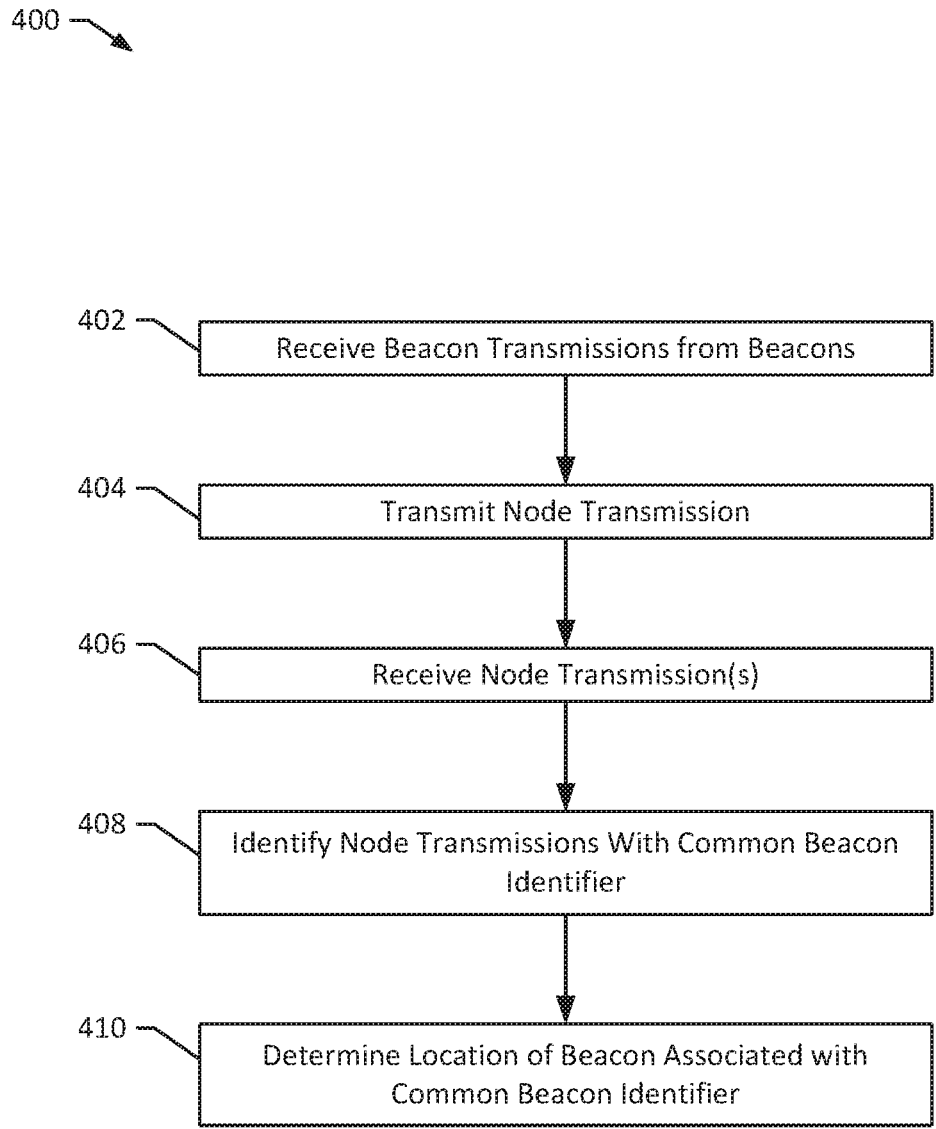 400
402
Receive Beacon Transmissions from Beacons
404
Transmit Node Transmission
406
Receive Node Transmission(s)
408
Identify Node Transmissions With Common Beacon
Identifier
410
Determine Location of Beacon Associated with
Common Beacon Identifier